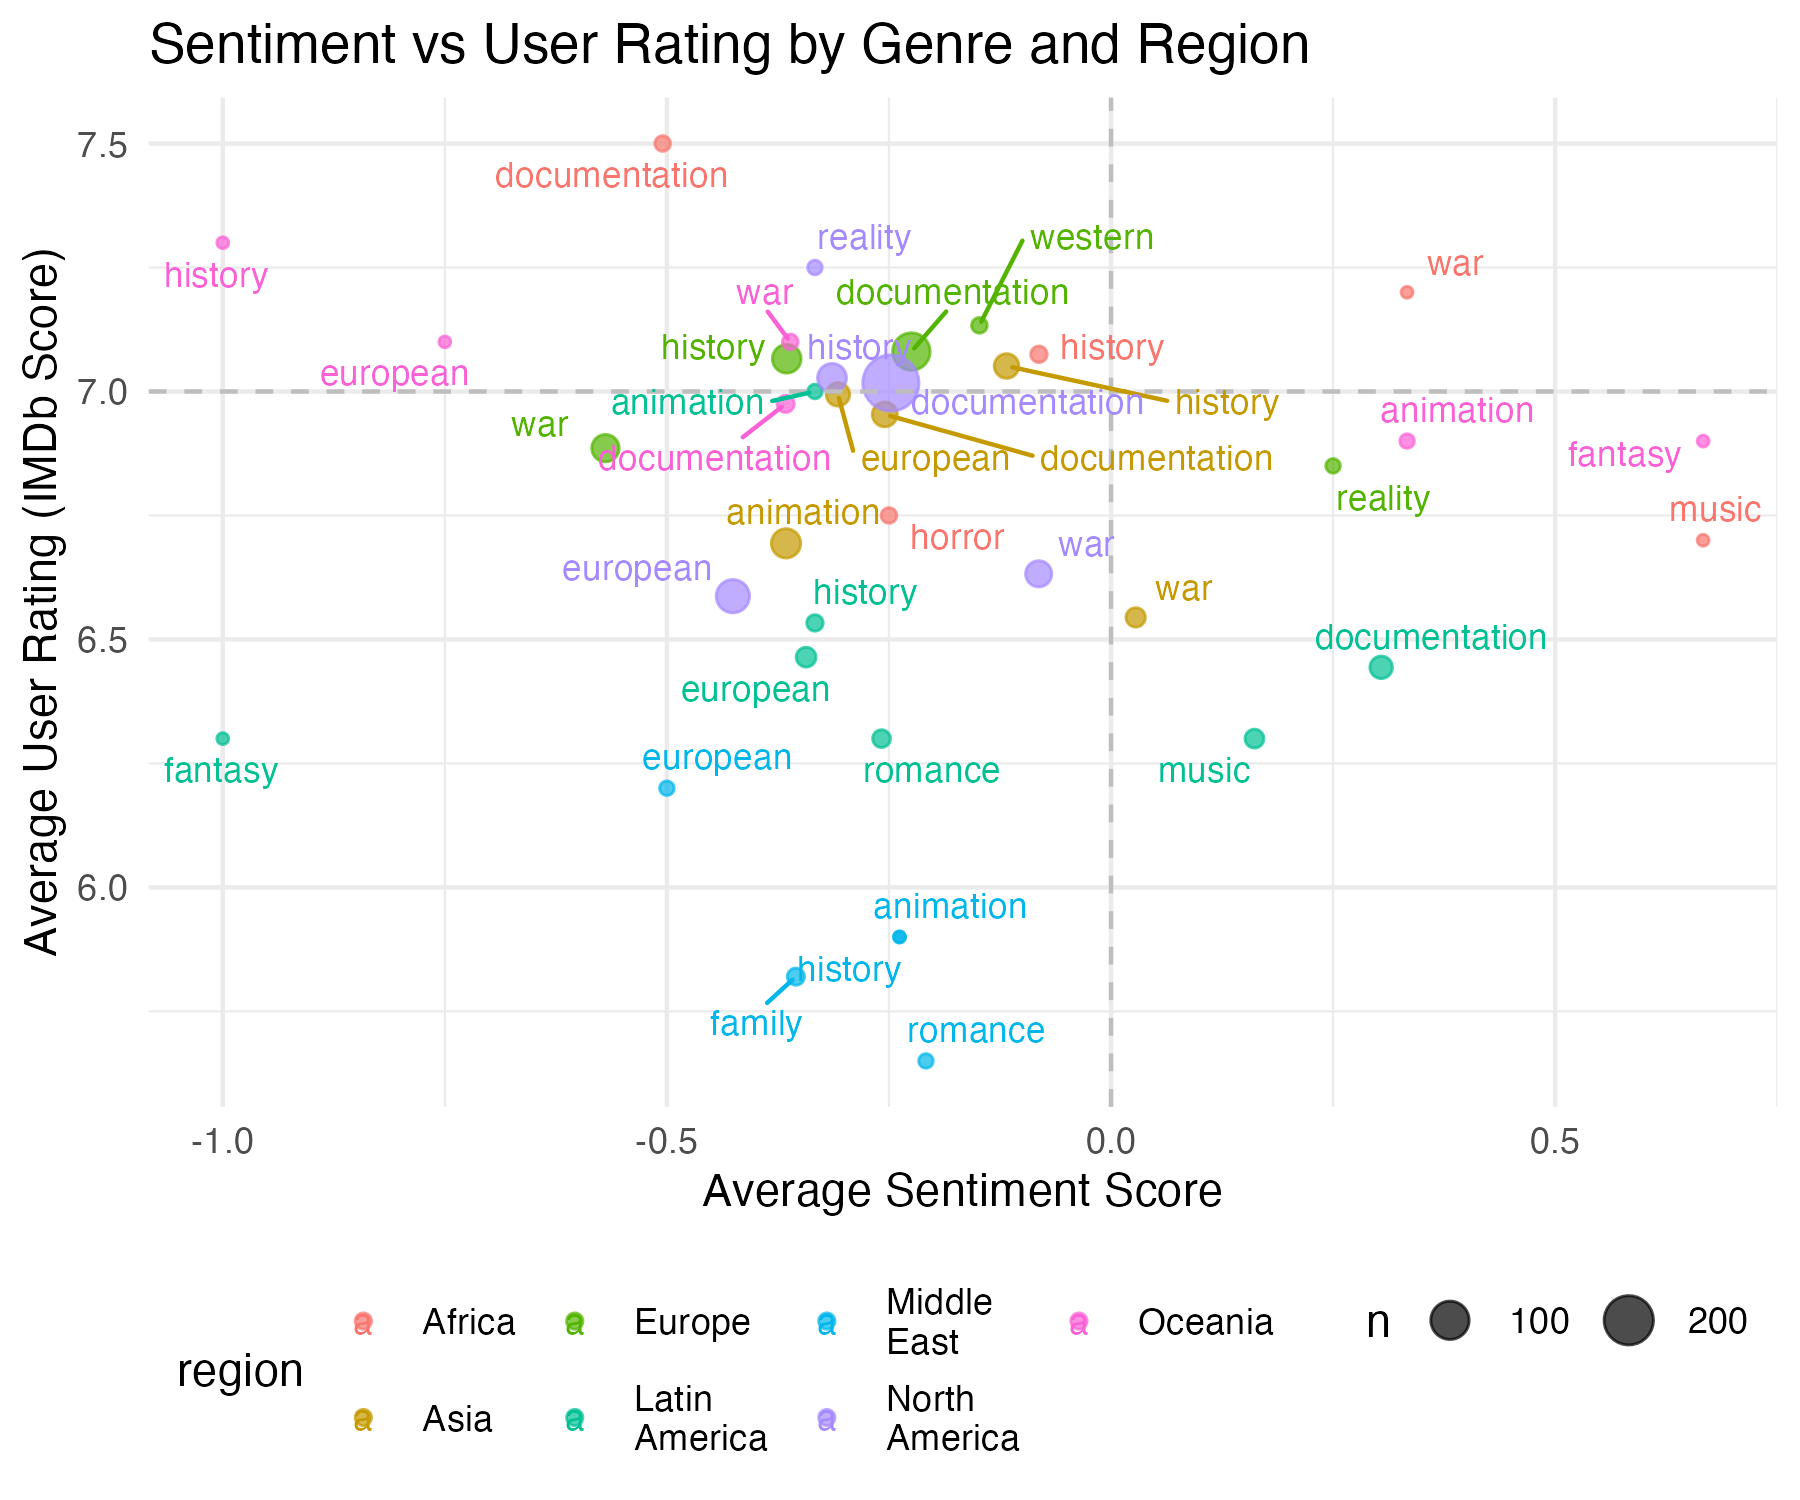 Sentiment vs User Rating by Genre and Region
Average User Rating (IMDb Score)
7.5
7.0
6.5
6.0
documentation
reality
western
history
war
war
documentation
history
history
history
european
animation
documentation
history
animation
war
documentation
european
documentation
fantasy
reality
animation
music
horror
war
european
history
war
documentation
european
european
romance
music
fantasy
animation
history
family
romance
-1.0
-0.5
0.0
0.5
Average Sentiment Score
region
Africa
Europe
Middle
East
Oceania
Asia
Latin
America
North
America
n
100
200